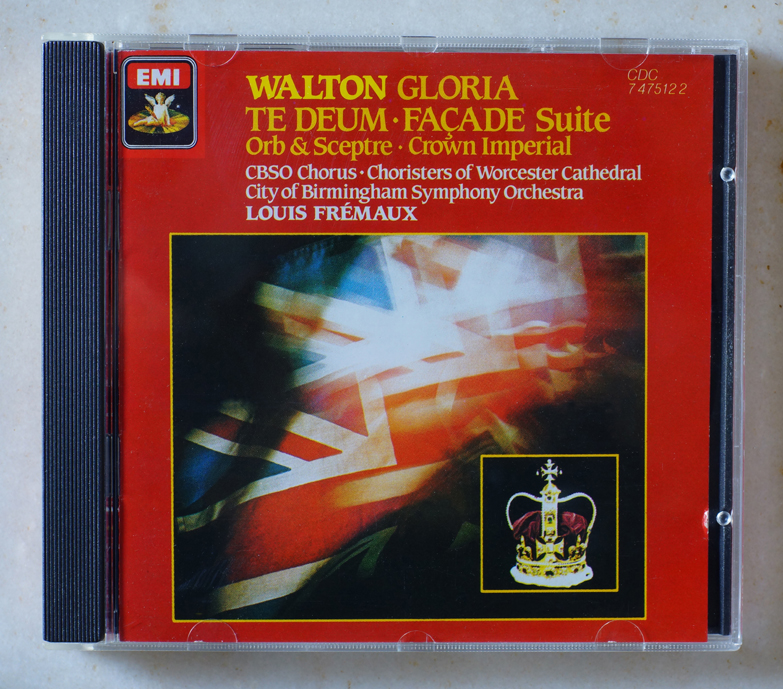 EMI
WALTON GLORIA
TE DEUM · FAÇADE Suite
Orb & Sceptre · Crown Imperial
CDC
7 47512 2
CBSO Chorus · Choristers of Worcester Cathedral
City of Birmingham Symphony Orchestra
LOUIS FRÉMAUX